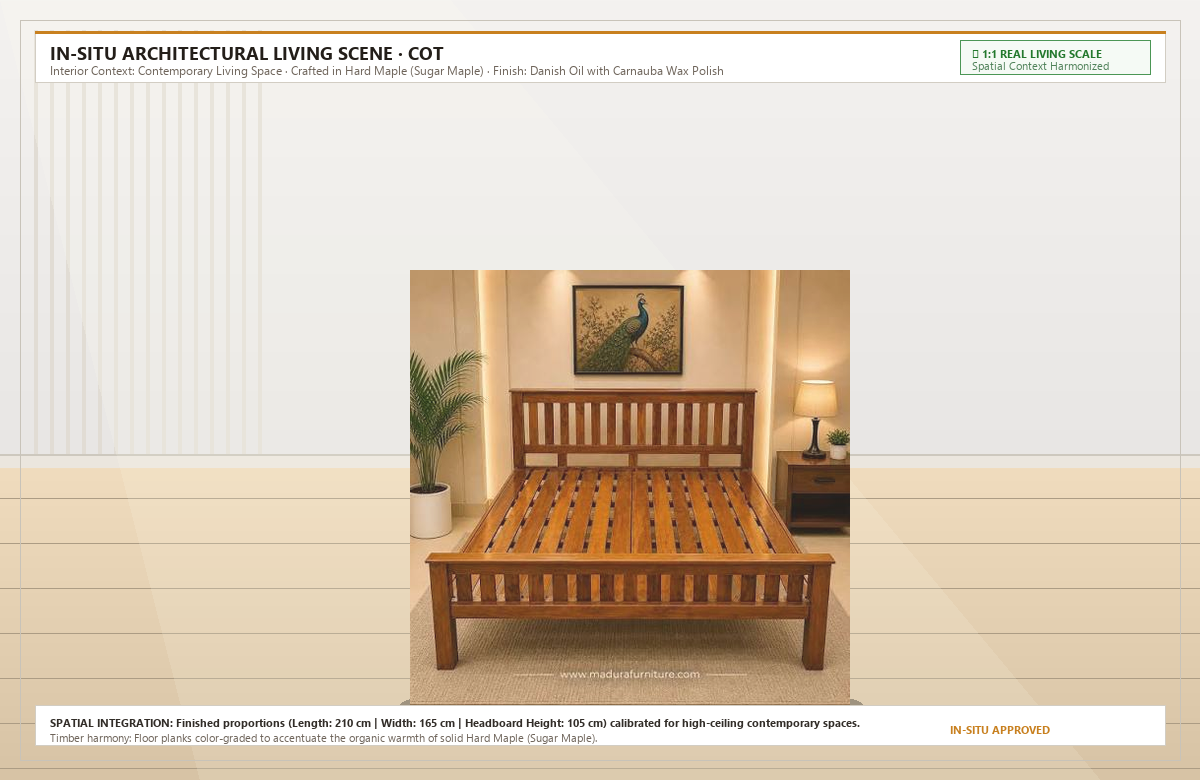 IN-SITU ARCHITECTURAL LIVING SCENE · COT
Interior Context: Contemporary Living Space · Crafted in Hard Maple (Sugar Maple) · Finish: Danish Oil with Carnauba Wax Polish
1:1 REAL LIVING SCALE
Spatial Context Harmonized
www.madurafurniture.com
SPATIAL INTEGRATION: Finished proportions (Length: 210 cm | Width: 165 cm | Headboard Height: 105 cm) calibrated for high-ceiling contemporary spaces.
Timber harmony: Floor planks color-graded to accentuate the organic warmth of solid Hard Maple (Sugar Maple).
IN-SITU APPROVED